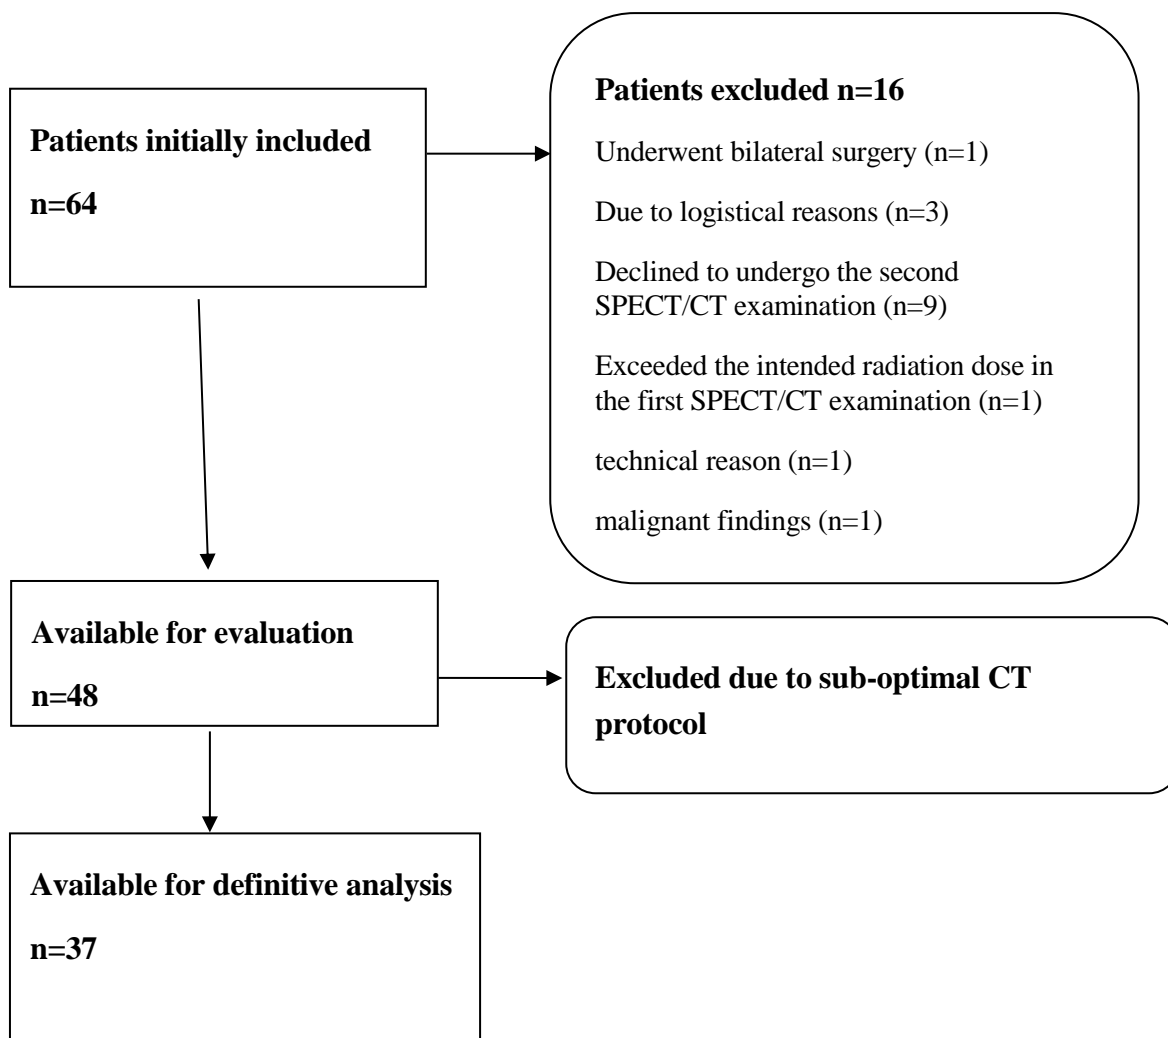 Patients initially included
n=64
Patients excluded n=16
Underwent bilateral surgery (n=1)
Due to logistical reasons (n=3)
Declined to undergo the second
SPECT/CT examination (n=9)
Exceeded the intended radiation dose in
the first SPECT/CT examination (n=1)
technical reason (n=1)
malignant findings (n=1)
Available for evaluation
n=48
Excluded due to sub-optimal CT
protocol
Available for definitive analysis
n=37